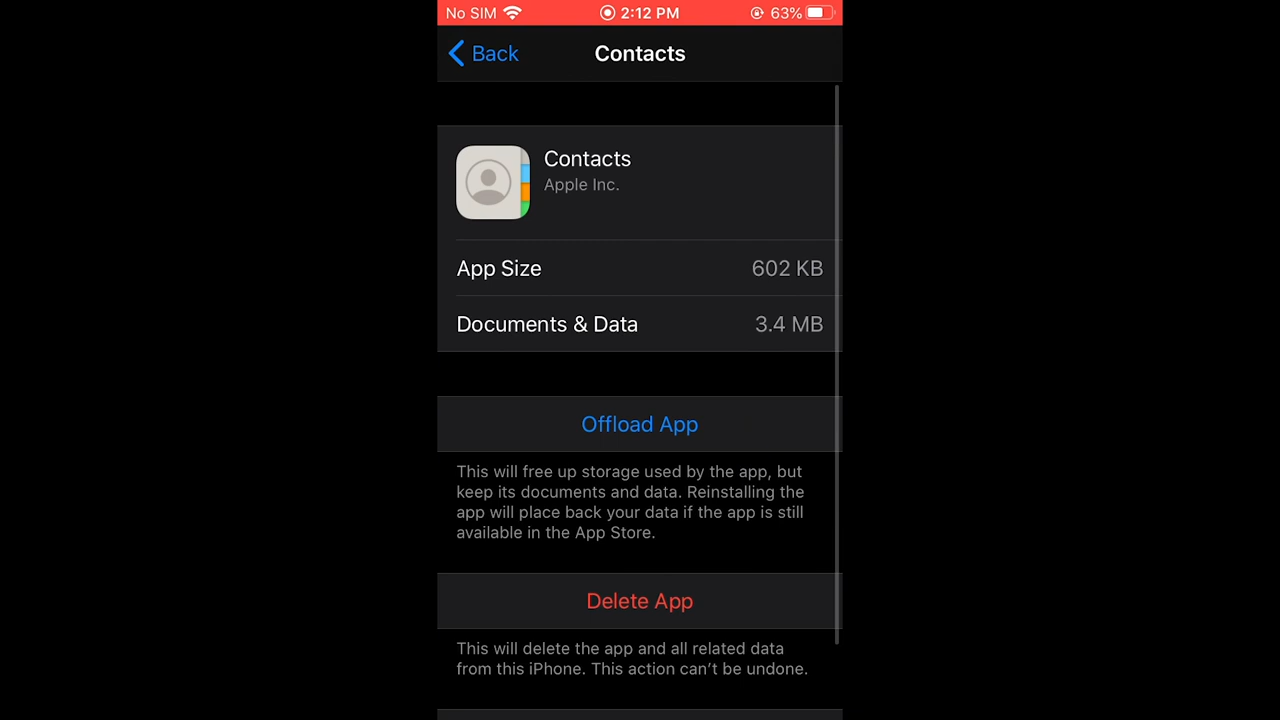 No SIM 2:12 PM 63%
Back Contacts
Contacts
Apple Inc.
App Size 602 KB
Documents & Data 3.4 MB
Offload App
This will free up storage used by the app, but
keep its documents and data. Reinstalling the
app will place back your data if the app is still
available in the App Store.
Delete App
This will delete the app and all related data
from this iPhone. This action can’t be undone.